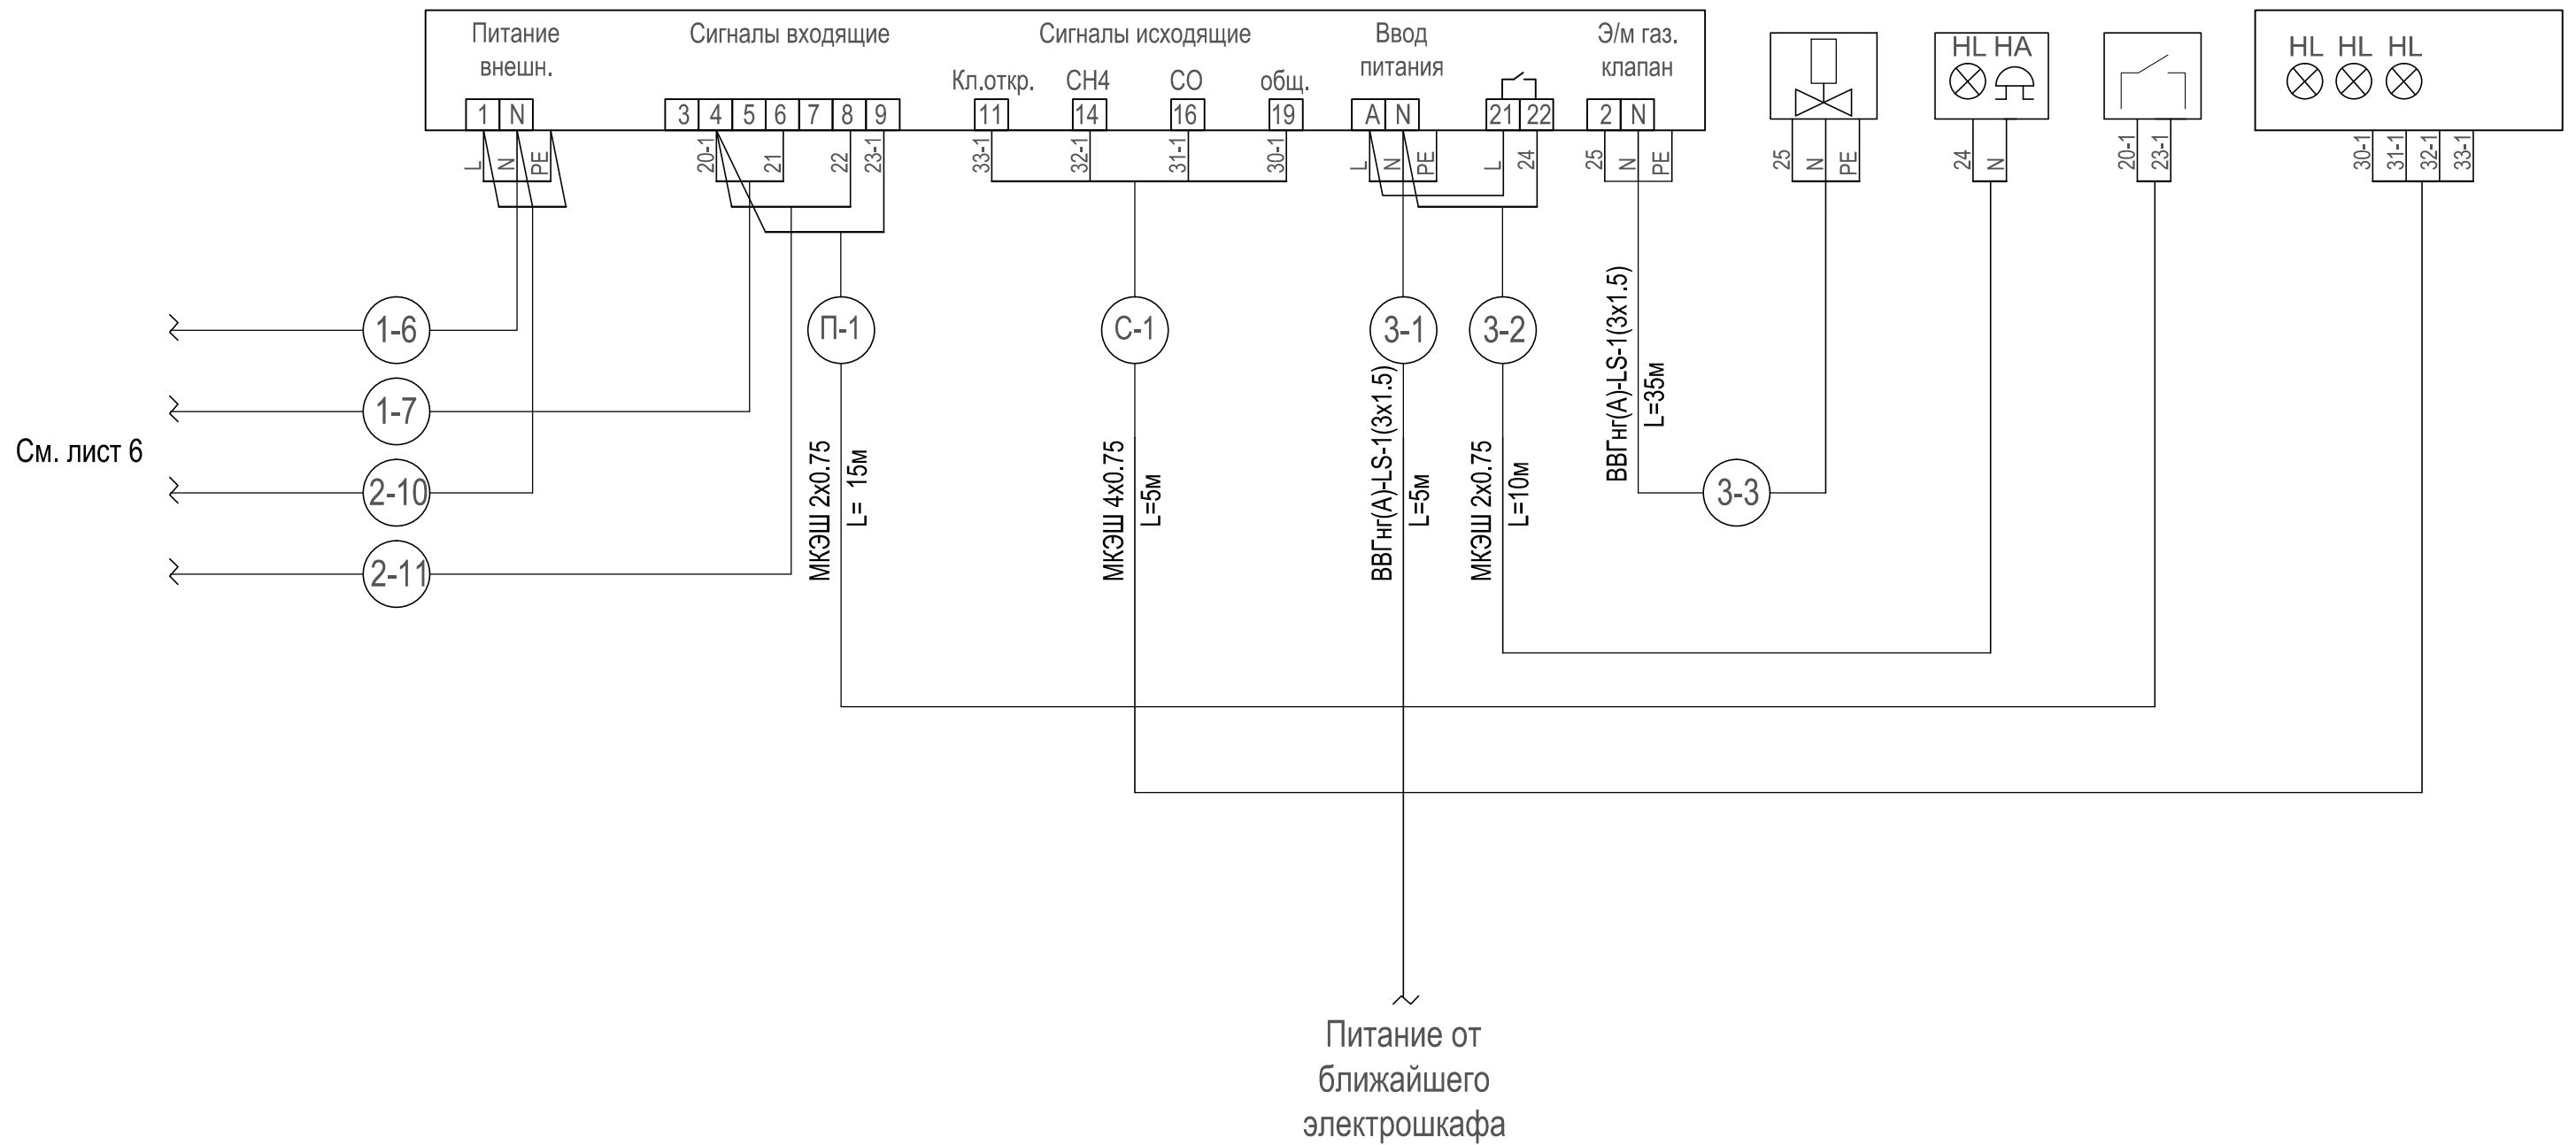 Питание
внешн.
Сигналы входящие
Сигналы исходящие
Ввод
питания
Э/м газ.
клапан
Кл.откр.
CH4
CO
общ.
HL HA
HL HL HL
1 N
3 4 5 6 7 8 9
11
14
16
19
A N
21 22
2 N
L N PE
20-1 21 22 23-1
33-1 32-1 31-1 30-1
L N PE
L 24
25 N PE
25 N PE
24 N
20-1 23-1
30-1 31-1 32-1 33-1
1-6
1-7
2-10
2-11
См. лист 6
П-1
С-1
3-1
3-2
3-3
МКЭШ 2х0.75
L= 15м
МКЭШ 4х0.75
L=5м
ВВГнг(А)-LS-1(3х1.5)
L=5м
МКЭШ 2х0.75
L=10м
ВВГнг(А)-LS-1(3х1.5)
L=35м
Питание от
ближайшего
электрошкафа